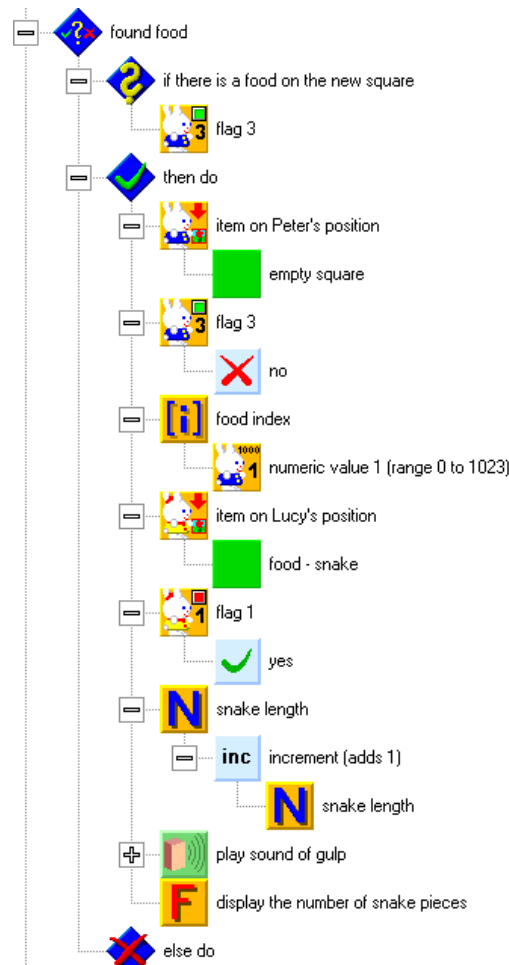 found food
if there is a food on the new square
3 flag 3
then do
item on Peter's position
empty square
3 flag 3
no
[i] food index
1000
1 numeric value 1 (range 0 to 1023)
item on Lucy's position
food - snake
1 flag 1
yes
N snake length
inc increment (adds 1)
N snake length
play sound of gulp
F display the number of snake pieces
else do